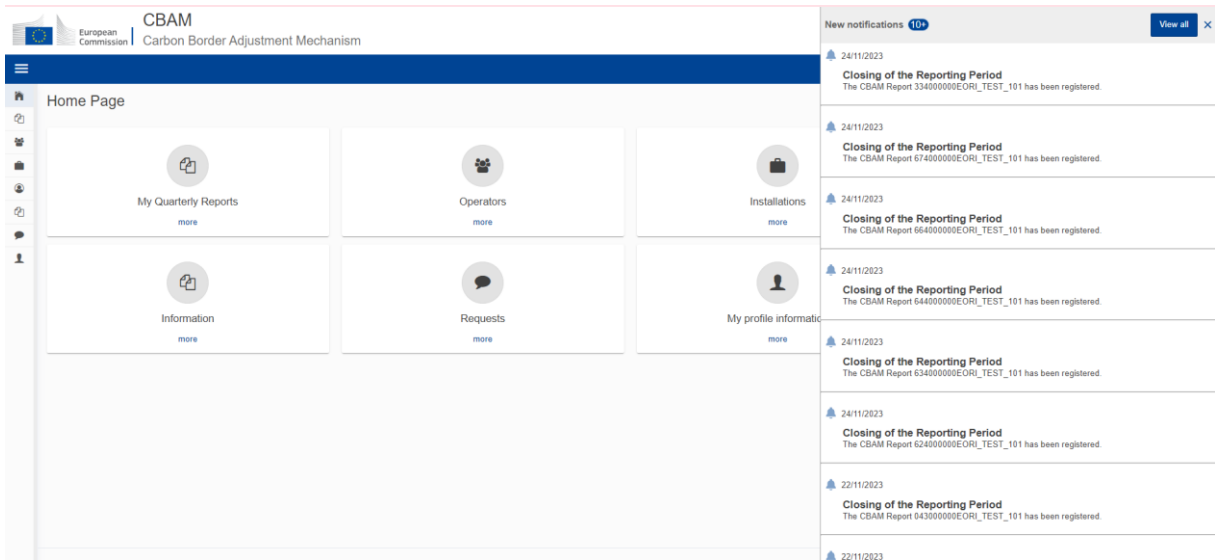 European
Commission
CBAM
Carbon Border Adjustment Mechanism
Home Page
My Quarterly Reports
more
Operators
more
Installations
more
Information
more
Requests
more
My profile informatio
more
New notifications 10+
View all
24/11/2023
Closing of the Reporting Period
The CBAM Report 334000000EORI_TEST_101 has been registered.
24/11/2023
Closing of the Reporting Period
The CBAM Report 674000000EORI_TEST_101 has been registered.
24/11/2023
Closing of the Reporting Period
The CBAM Report 664000000EORI_TEST_101 has been registered.
24/11/2023
Closing of the Reporting Period
The CBAM Report 644000000EORI_TEST_101 has been registered.
24/11/2023
Closing of the Reporting Period
The CBAM Report 634000000EORI_TEST_101 has been registered.
24/11/2023
Closing of the Reporting Period
The CBAM Report 624000000EORI_TEST_101 has been registered.
22/11/2023
Closing of the Reporting Period
The CBAM Report 043000000EORI_TEST_101 has been registered.
22/11/2023